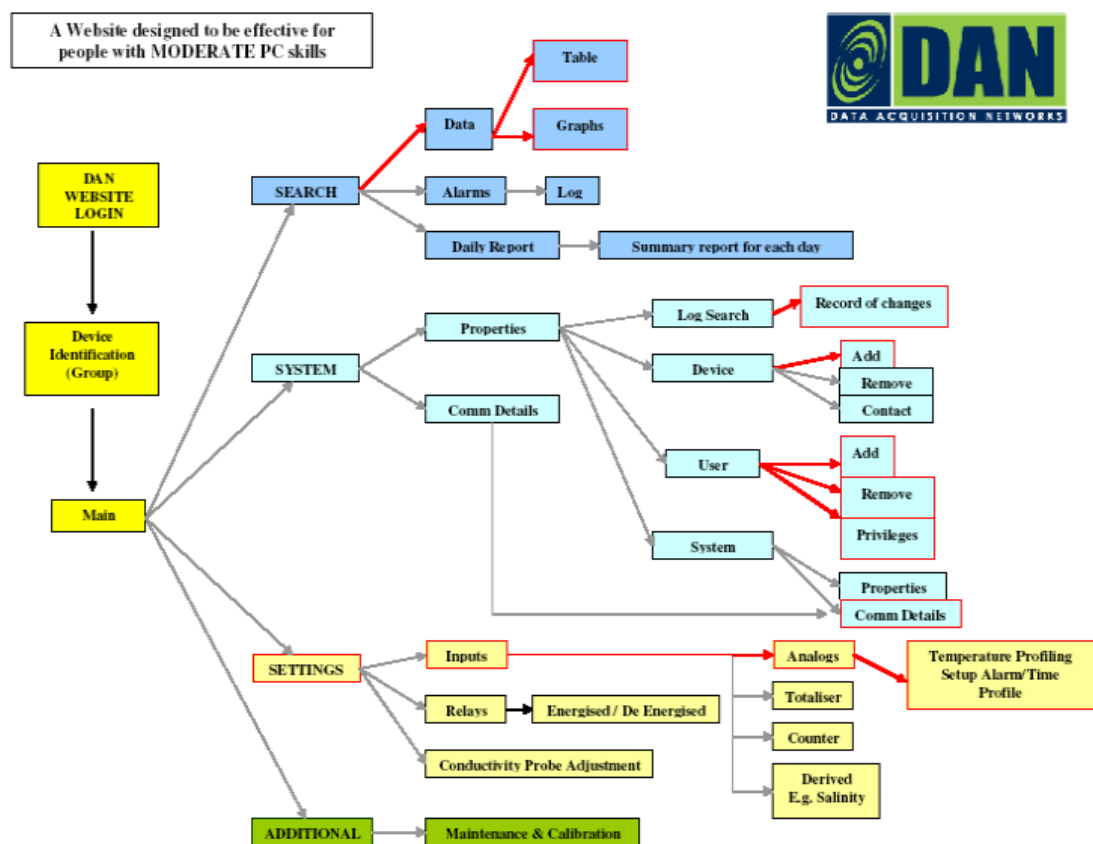 A Website designed to be effective for
people with MODERATE PC skills
DAN
DATA ACQUISITION NETWORKS
DAN
WEBSITE
LOGIN
Device
Identification
(Group)
Main
SEARCH
Data
Table
Graphs
Alarms
Log
Daily Report
Summary report for each day
SYSTEM
Properties
Log Search
Record of changes
Device
Add
Remove
Contact
User
Add
Remove
Privileges
System
Properties
Comm Details
Comm Details
SETTINGS
Inputs
Analogs
Temperature Profiling
Setup Alarm/Time
Profile
Totaliser
Counter
Derived
E.g. Salinity
Relays
Energised / De Energised
Conductivity Probe Adjustment
ADDITIONAL
Maintenance & Calibration